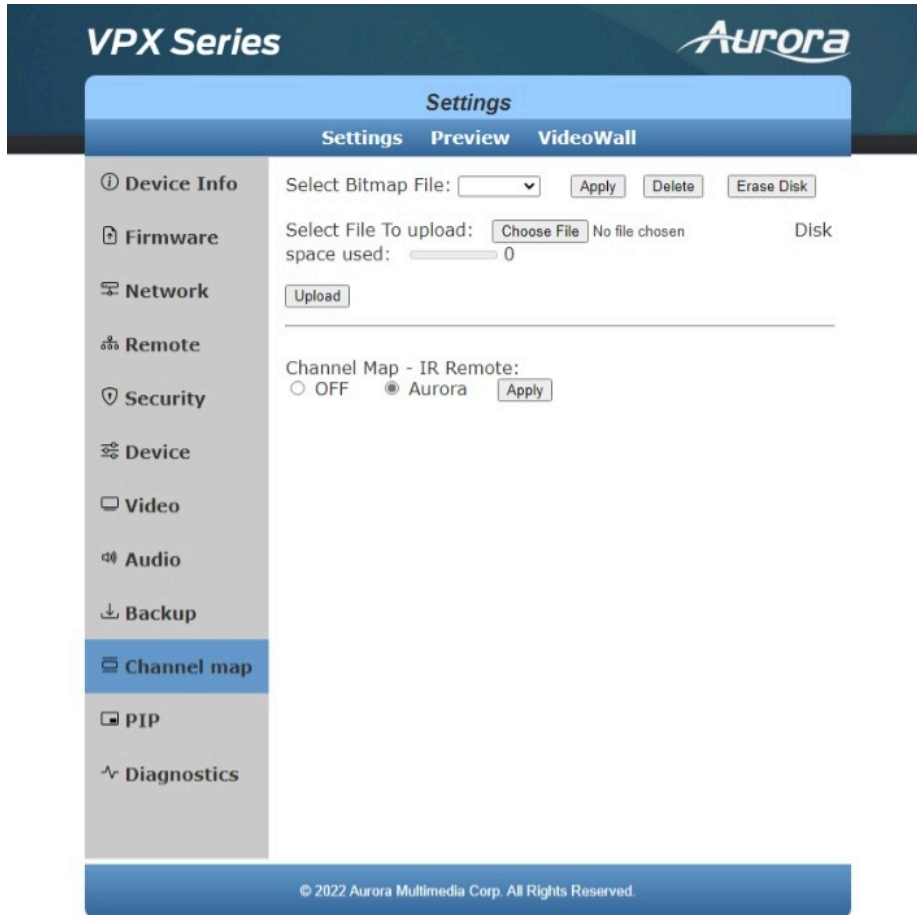 VPX Series
Aurora
Settings
Settings Preview VideoWall
Device Info
Firmware
Network
Remote
Security
Device
Video
Audio
Backup
Channel map
PIP
Diagnostics
Select Bitmap File: Apply Delete Erase Disk
Select File To upload: Choose File No file chosen Disk
space used: 0
Upload
Channel Map - IR Remote:
OFF Aurora Apply
© 2022 Aurora Multimedia Corp. All Rights Reserved.